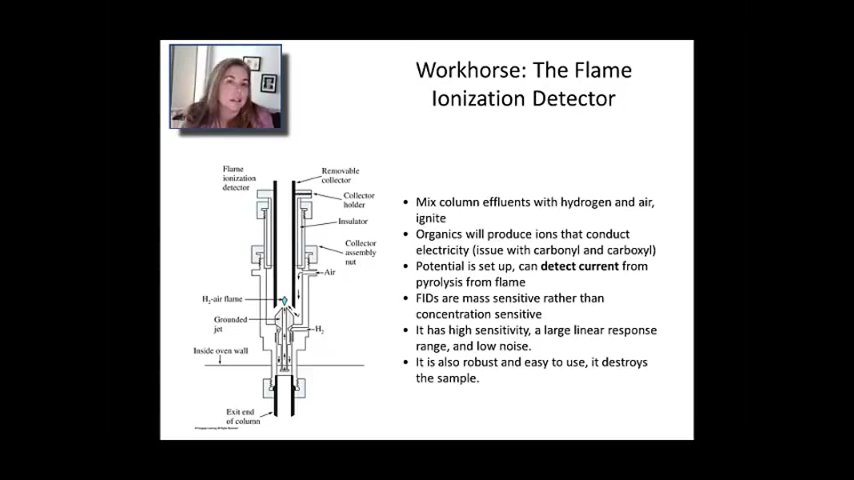 Workhorse: The Flame
Ionization Detector
Flame
ionization
detector
Removable
collector
Collector
holder
Insulator
Collector
assembly
nut
Air
H₂-air flame
Grounded
jet
H₂
Inside oven wall
Exit end
of column
• Mix column effluents with hydrogen and air,
ignite
• Organics will produce ions that conduct
electricity (issue with carbonyl and carboxyl)
• Potential is set up, can detect current from
pyrolysis from flame
• FIDs are mass sensitive rather than
concentration sensitive
• It has high sensitivity, a large linear response
range, and low noise.
• It is also robust and easy to use, it destroys
the sample.